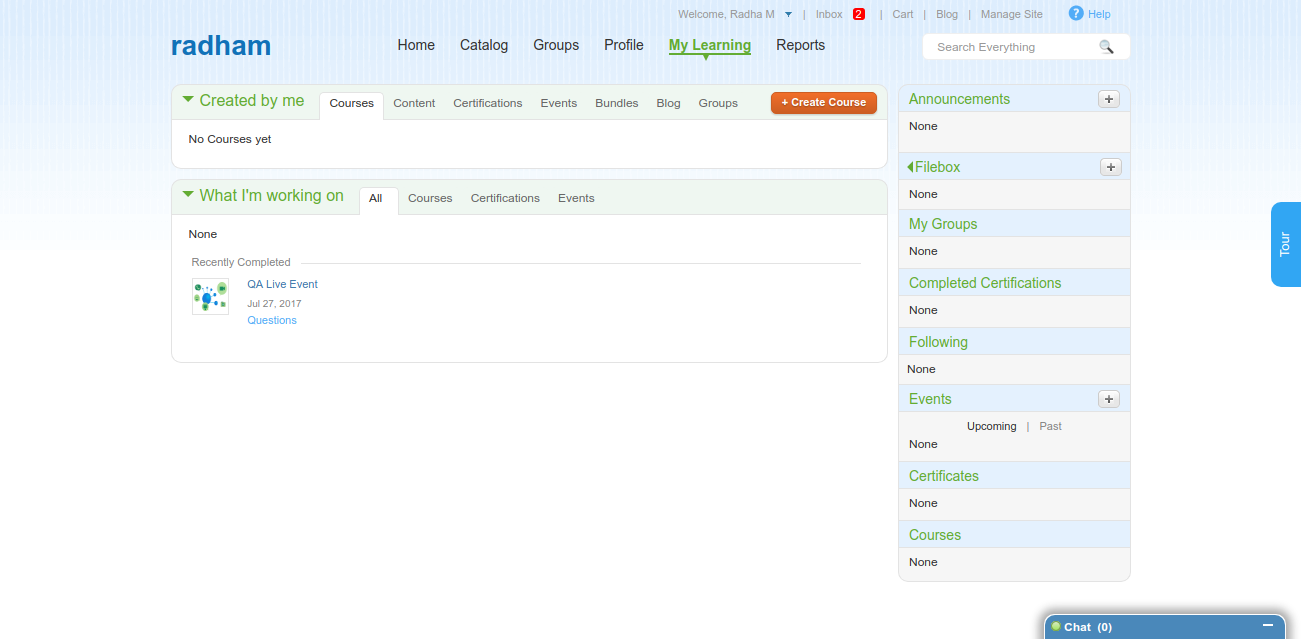 Welcome, Radha M | Inbox 2 | Cart | Blog | Manage Site ? Help
radham
Home Catalog Groups Profile My Learning Reports
Search Everything
Created by me Courses Content Certifications Events Bundles Blog Groups + Create Course
No Courses yet
What I'm working on All Courses Certifications Events
None
Recently Completed
QA Live Event
Jul 27, 2017
Questions
Announcements +
None
Filebox +
None
My Groups
None
Completed Certifications
None
Following
None
Events +
Upcoming | Past
None
Certificates
None
Courses
None
Tour
Chat (0)